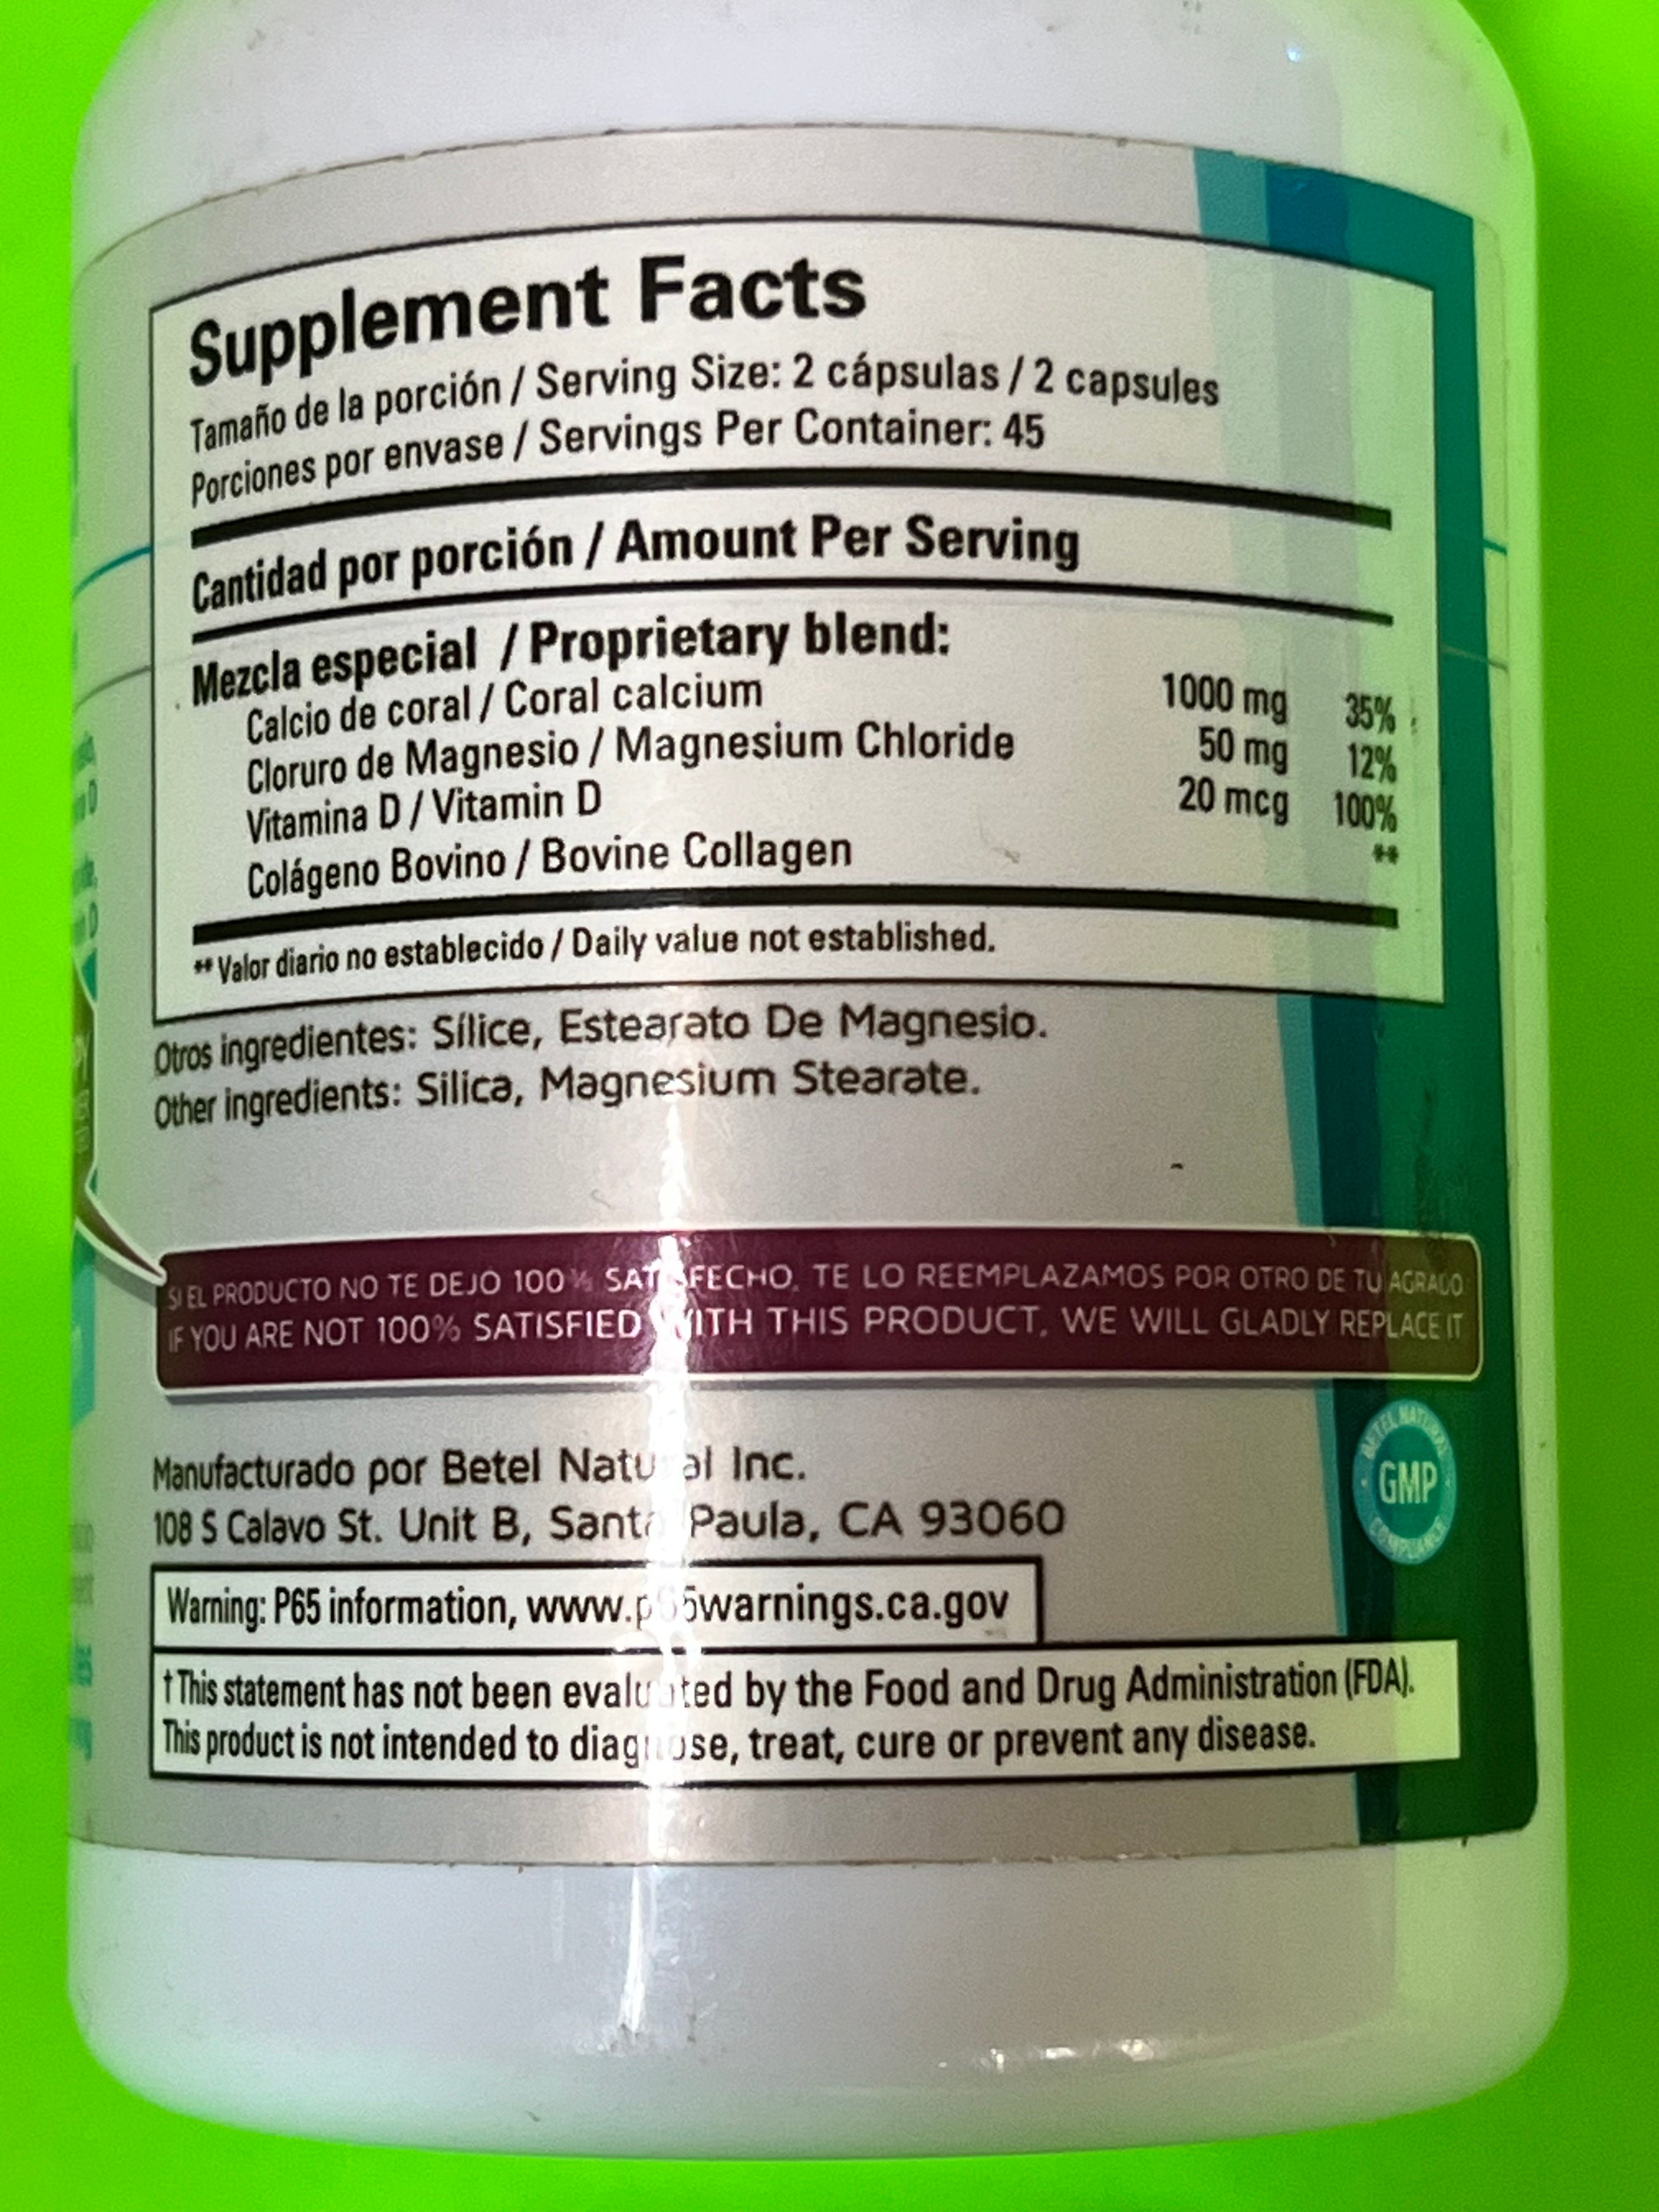 Supplement Facts
Tamaño de la porción / Serving Size: 2 cápsulas / 2 capsules
Porciones por envase / Servings Per Container: 45
Cantidad por porción / Amount Per Serving
Mezcla especial / Proprietary blend:
Calcio de coral / Coral calcium 1000 mg 35%
Cloruro de Magnesio / Magnesium Chloride 50 mg 12%
Vitamina D / Vitamin D 20 mcg 100%
Colágeno Bovino / Bovine Collagen **
** Valor diario no establecido / Daily value not established.
Otros ingredientes: Sílice, Estearato De Magnesio.
Other ingredients: Silica, Magnesium Stearate.
SI EL PRODUCTO NO TE DEJO 100% SATISFECHO, TE LO REEMPLAZAMOS POR OTRO DE TU AGRADO
IF YOU ARE NOT 100% SATISFIED WITH THIS PRODUCT, WE WILL GLADLY REPLACE IT
Manufacturado por Betel Natural Inc.
108 S Calavo St. Unit B, Santa Paula, CA 93060
BETEL NATURAL
GMP
COMPLIANCE
Warning: P65 information, www.p65warnings.ca.gov
† This statement has not been evaluated by the Food and Drug Administration (FDA).
This product is not intended to diagnose, treat, cure or prevent any disease.